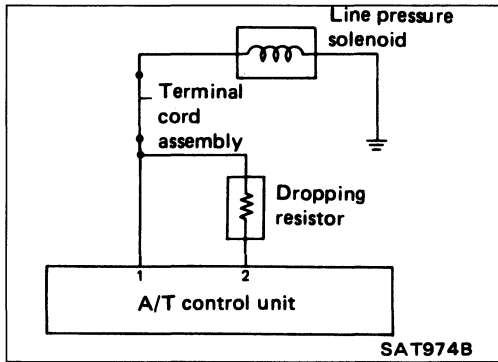 Line pressure
solenoid
Terminal
cord
assembly
Dropping
resistor
1
2
A/T control unit
SAT974B